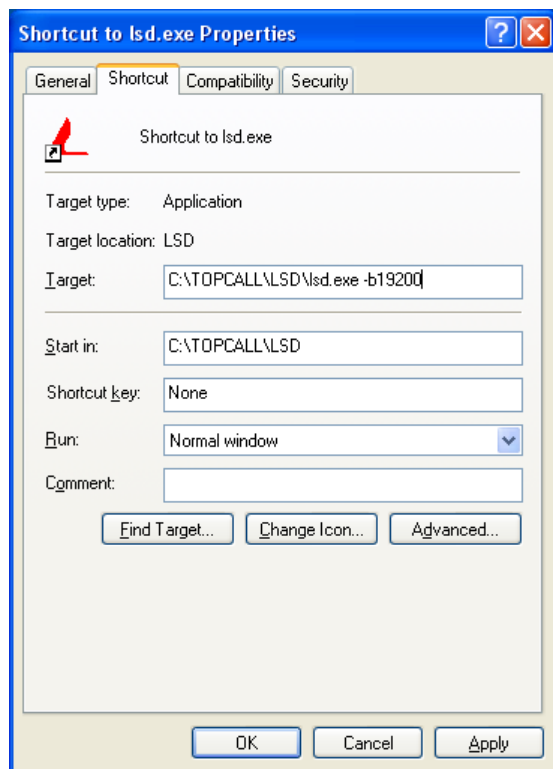 Shortcut to lsd.exe Properties
General Shortcut Compatibility Security
Shortcut to lsd.exe
Target type: Application
Target location: LSD
Target: C:\TOPCALL\LSD\lsd.exe -b19200
Start in: C:\TOPCALL\LSD
Shortcut key: None
Run: Normal window
Comment:
Find Target... Change Icon... Advanced...
OK Cancel Apply